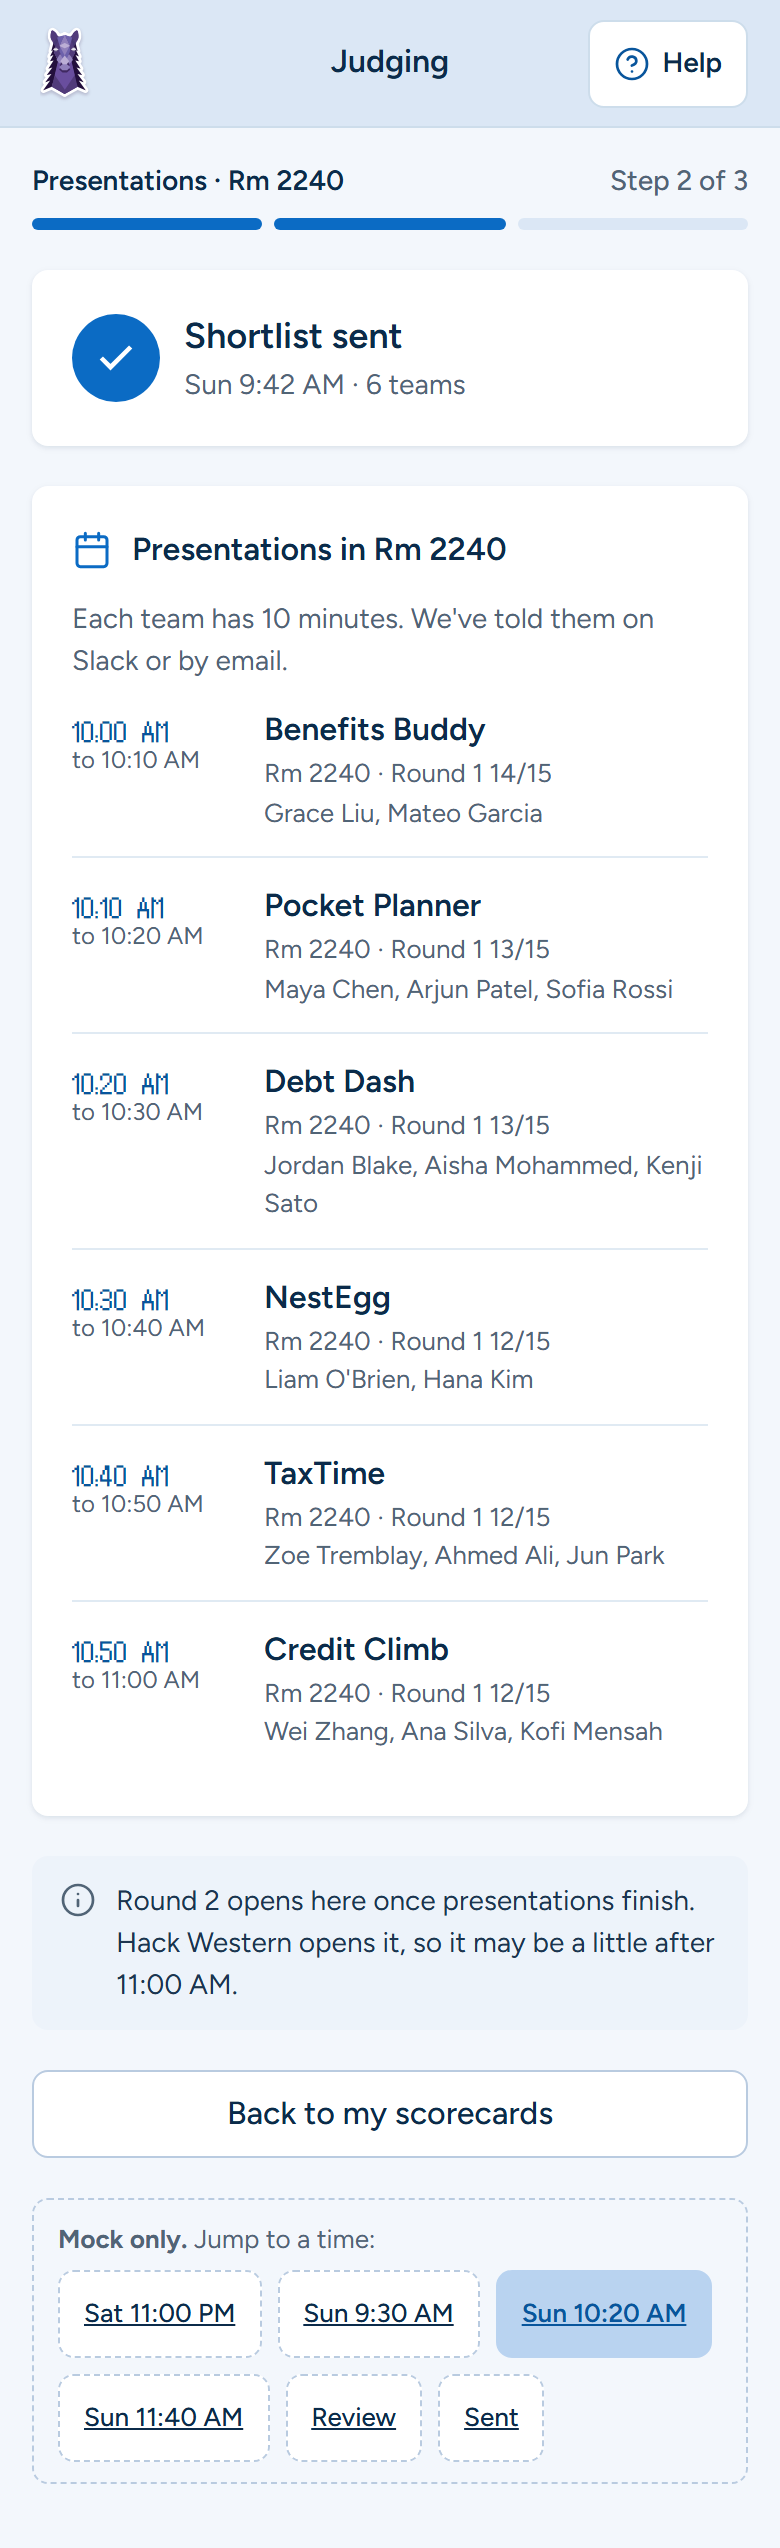 Judging
Help
Presentations · Rm 2240
Step 2 of 3
Shortlist sent
Sun 9:42 AM · 6 teams
Presentations in Rm 2240
Each team has 10 minutes. We've told them on
Slack or by email.
10:00 AM
to 10:10 AM
Benefits Buddy
Rm 2240 · Round 1 14/15
Grace Liu, Mateo Garcia
10:10 AM
to 10:20 AM
Pocket Planner
Rm 2240 · Round 1 13/15
Maya Chen, Arjun Patel, Sofia Rossi
10:20 AM
to 10:30 AM
Debt Dash
Rm 2240 · Round 1 13/15
Jordan Blake, Aisha Mohammed, Kenji
Sato
10:30 AM
to 10:40 AM
NestEgg
Rm 2240 · Round 1 12/15
Liam O'Brien, Hana Kim
10:40 AM
to 10:50 AM
TaxTime
Rm 2240 · Round 1 12/15
Zoe Tremblay, Ahmed Ali, Jun Park
10:50 AM
to 11:00 AM
Credit Climb
Rm 2240 · Round 1 12/15
Wei Zhang, Ana Silva, Kofi Mensah
Round 2 opens here once presentations finish.
Hack Western opens it, so it may be a little after
11:00 AM.
Back to my scorecards
Mock only. Jump to a time:
Sat 11:00 PM
Sun 9:30 AM
Sun 10:20 AM
Sun 11:40 AM
Review
Sent